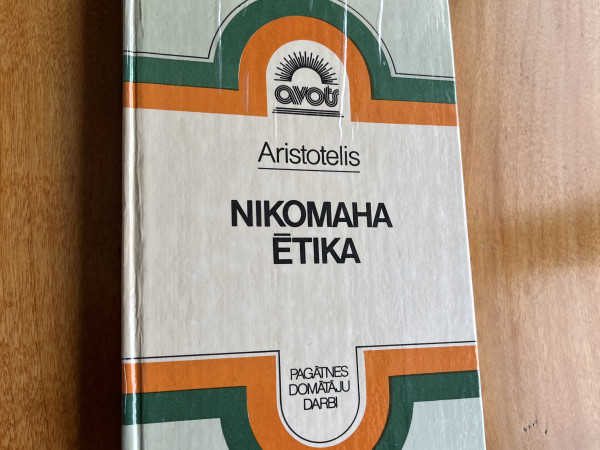 avots
Aristotelis
NIKOMAHA
ĒTIKA
PAGĀTNES
DOMĀTĀJU
DARBI